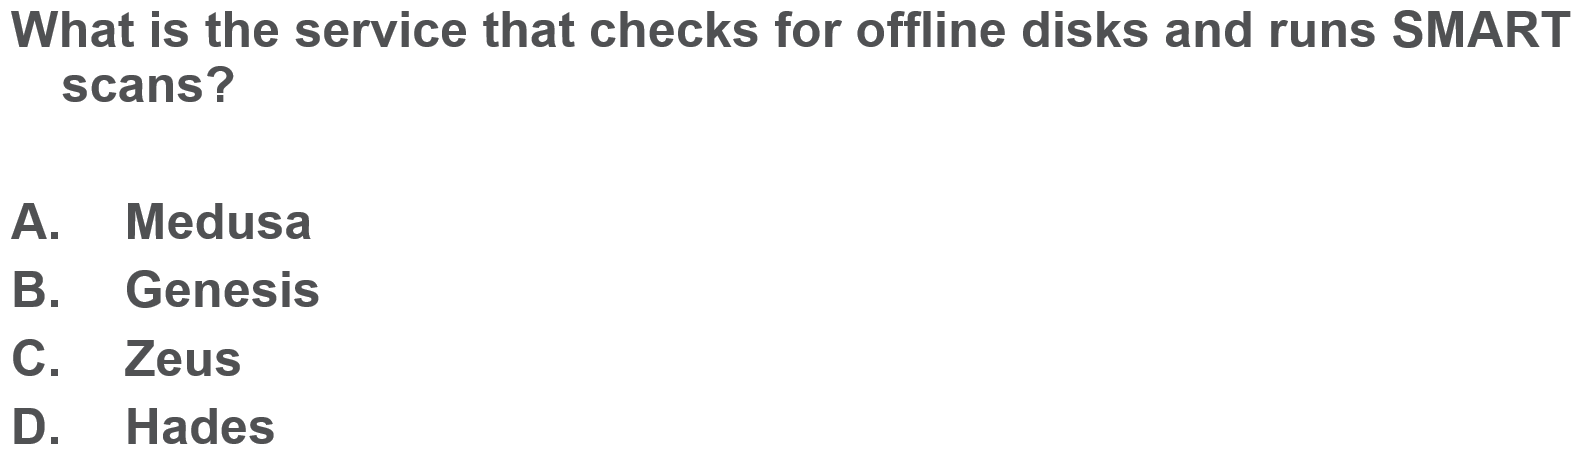 What is the service that checks for offline disks and runs SMART
scans?
A. Medusa
B. Genesis
C. Zeus
D. Hades